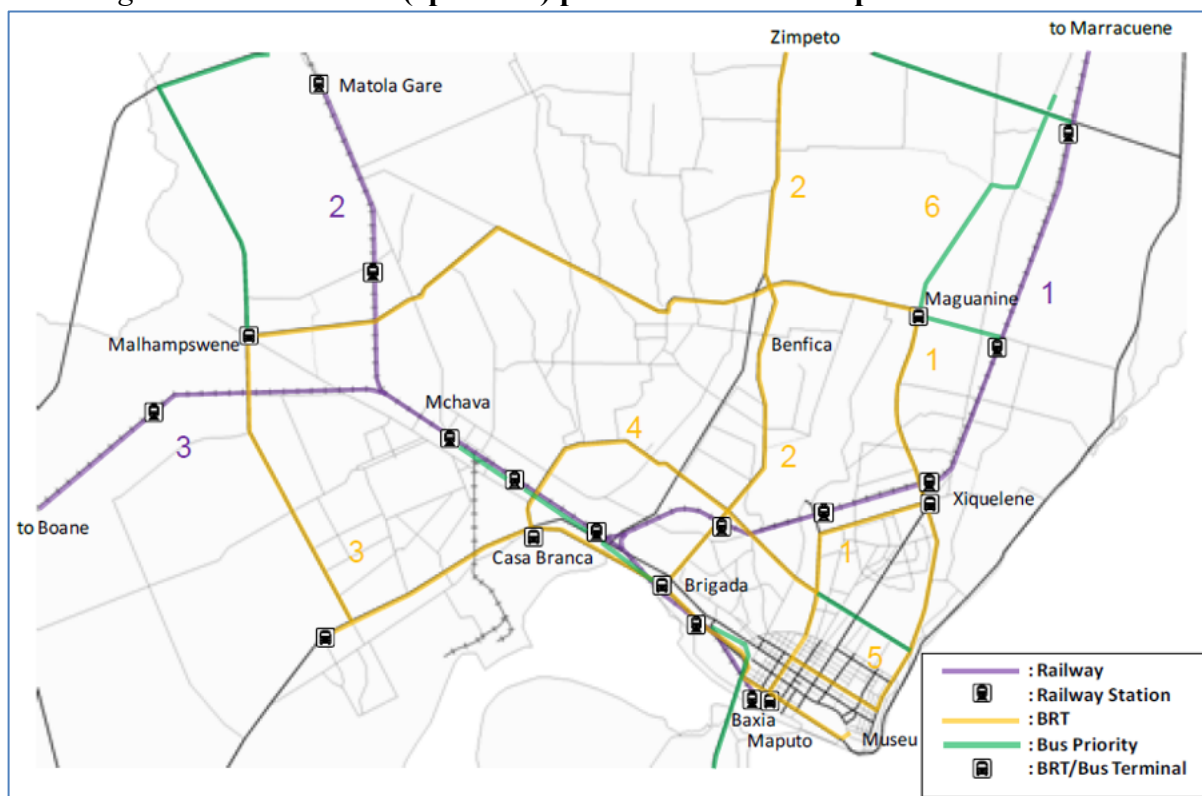 to Marracuene
Zimpeto
Matola Gare
2
2
6
1
Maguanine
Malhampswene
Benfica
1
Mchava
4
3
2
Xiquelene
to Boane
3
Casa Branca
1
Brigada
5
Baxia
Maputo
Museu
: Railway
: Railway Station
: BRT
: Bus Priority
: BRT/Bus Terminal